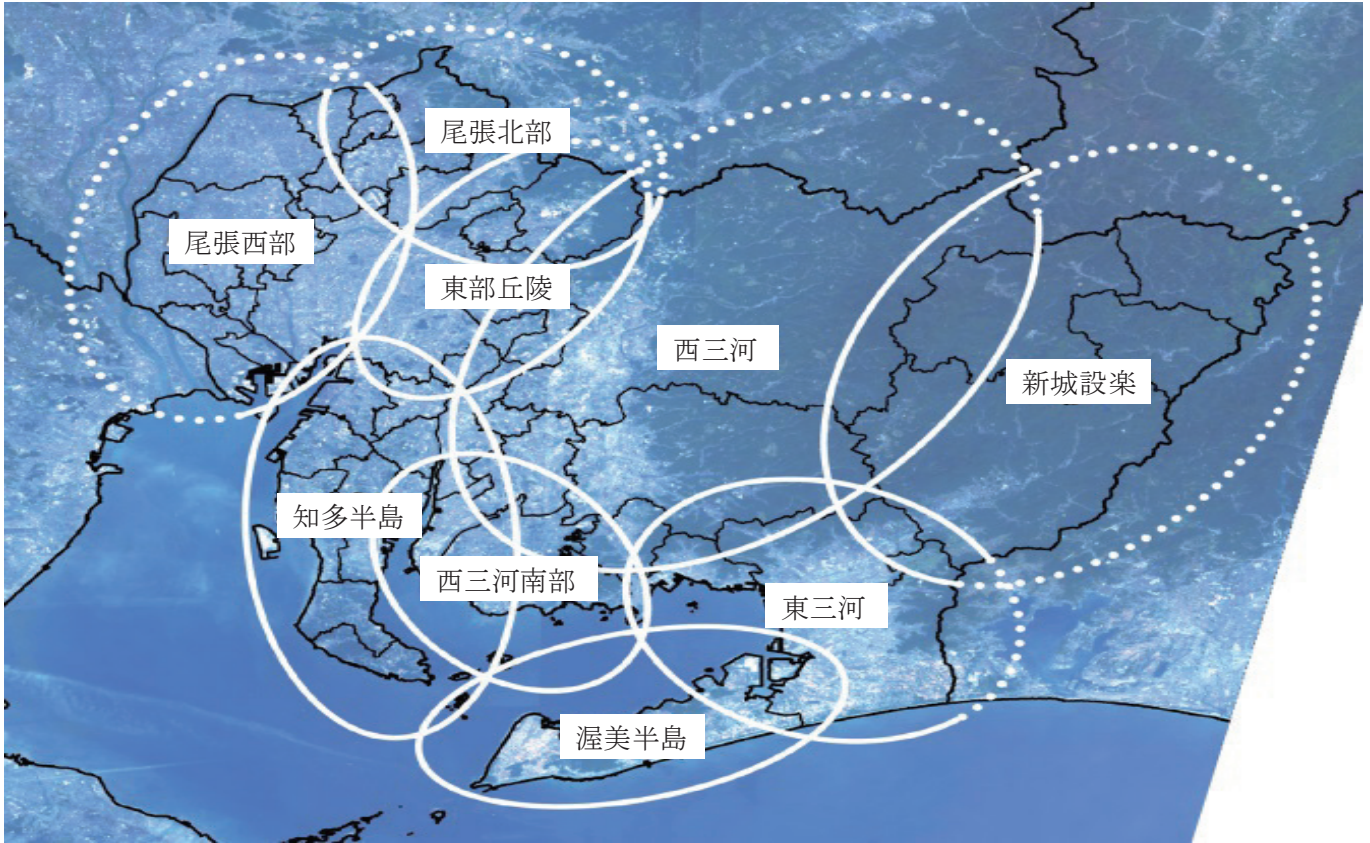 尾張北部
尾張西部
東部丘陵
西三河
新城設楽
知多半島
西三河南部
東三河
渥美半島